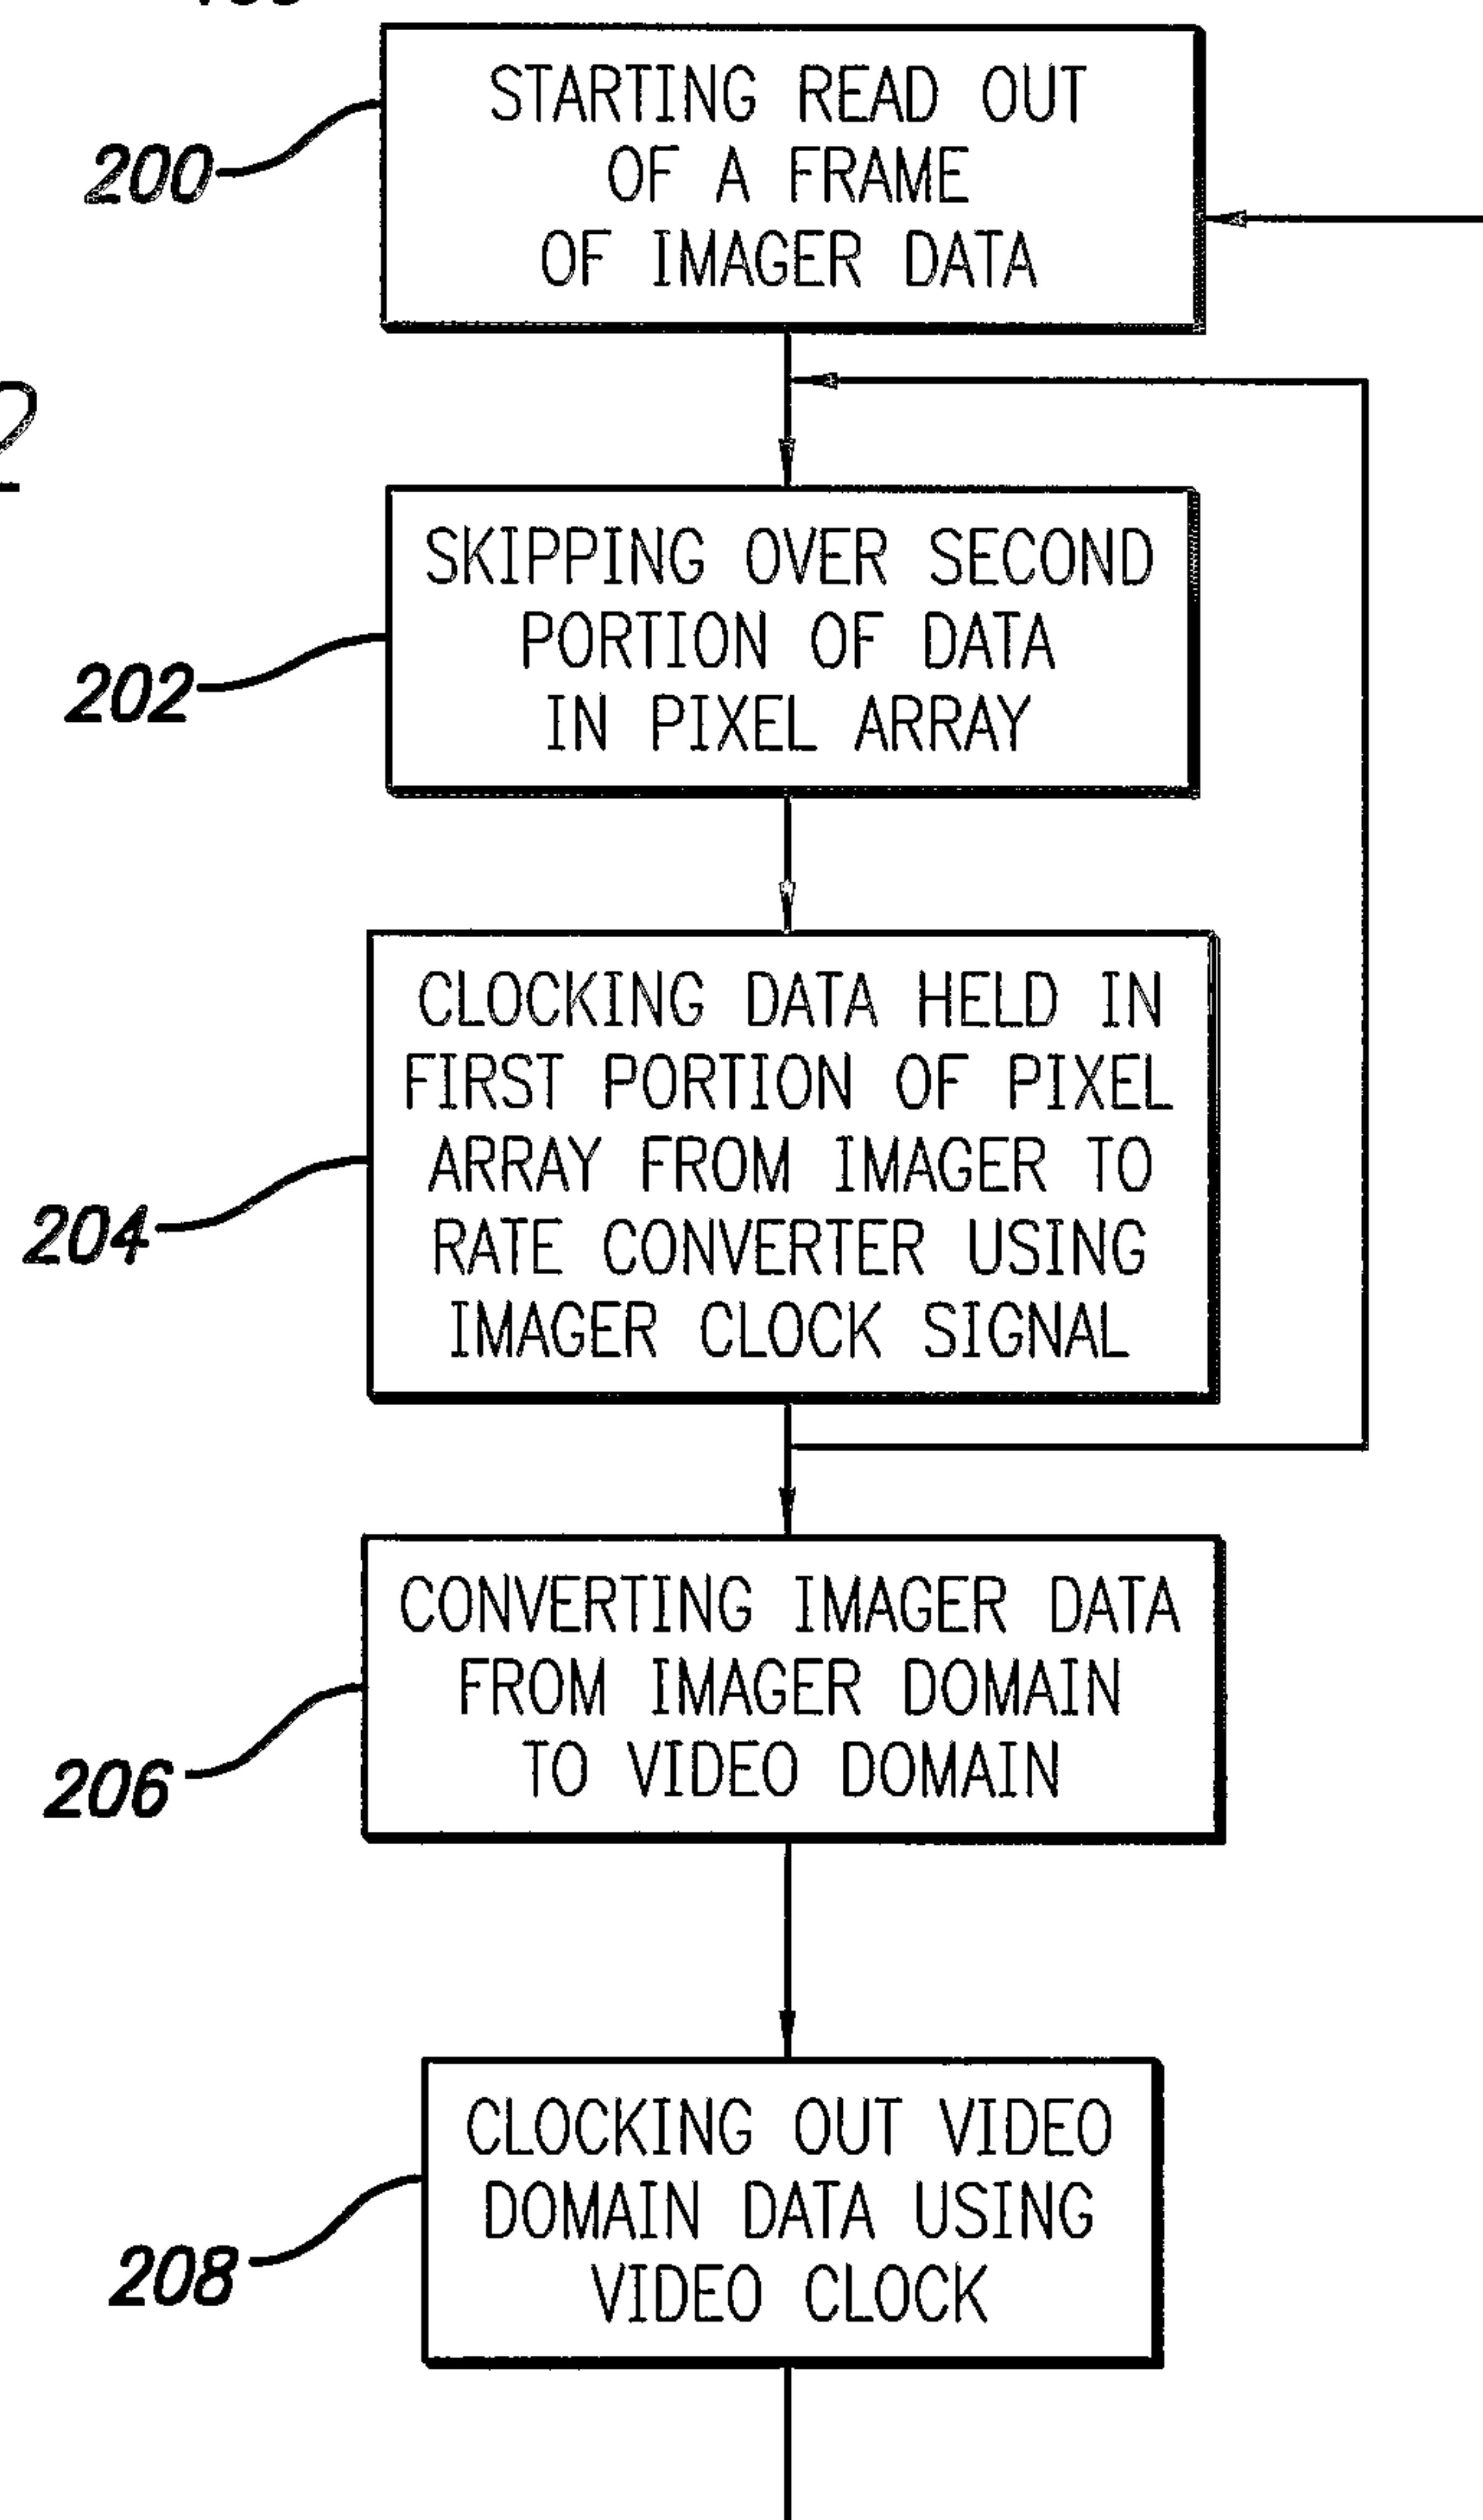 200
STARTING READ OUT
OF A FRAME
OF IMAGER DATA
2
202
SKIPPING OVER SECOND
PORTION OF DATA
IN PIXEL ARRAY
204
CLOCKING DATA HELD IN
FIRST PORTION OF PIXEL
ARRAY FROM IMAGER TO
RATE CONVERTER USING
IMAGER CLOCK SIGNAL
206
CONVERTING IMAGER DATA
FROM IMAGER DOMAIN
TO VIDEO DOMAIN
208
CLOCKING OUT VIDEO
DOMAIN DATA USING
VIDEO CLOCK